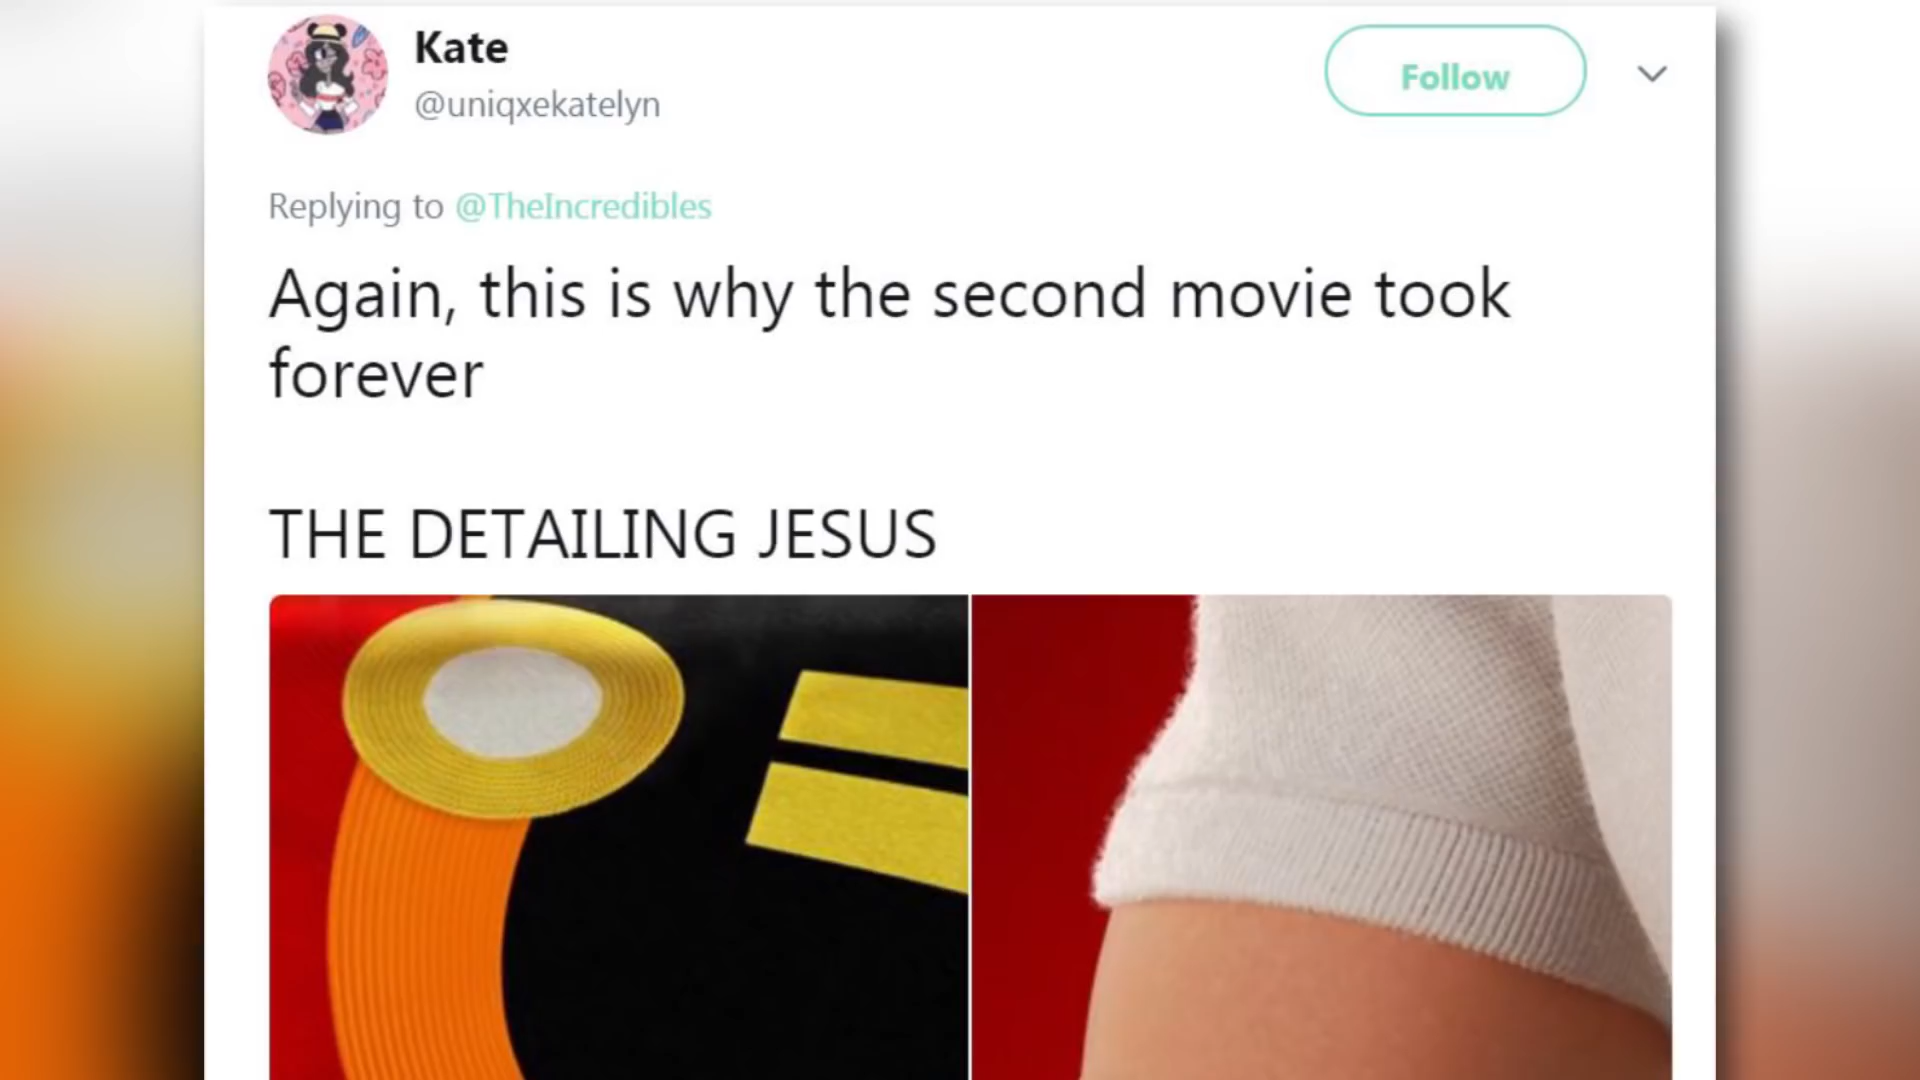 Kate
@uniqxekatelyn
Follow
Replying to @TheIncredibles
Again, this is why the second movie took
forever
THE DETAILING JESUS